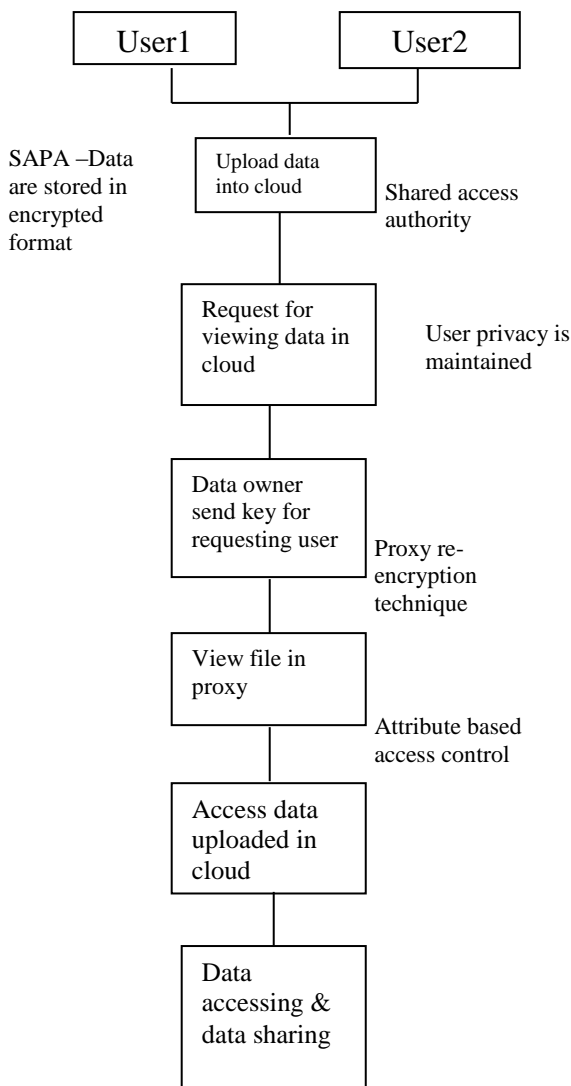 User1
User2
SAPA –Data
are stored in
encrypted
format
Upload data
into cloud
Shared access
authority
Request for
viewing data in
cloud
User privacy is
maintained
Data owner
send key for
requesting user
Proxy re-
encryption
technique
View file in
proxy
Attribute based
access control
Access data
uploaded in
cloud
Data
accessing &
data sharing